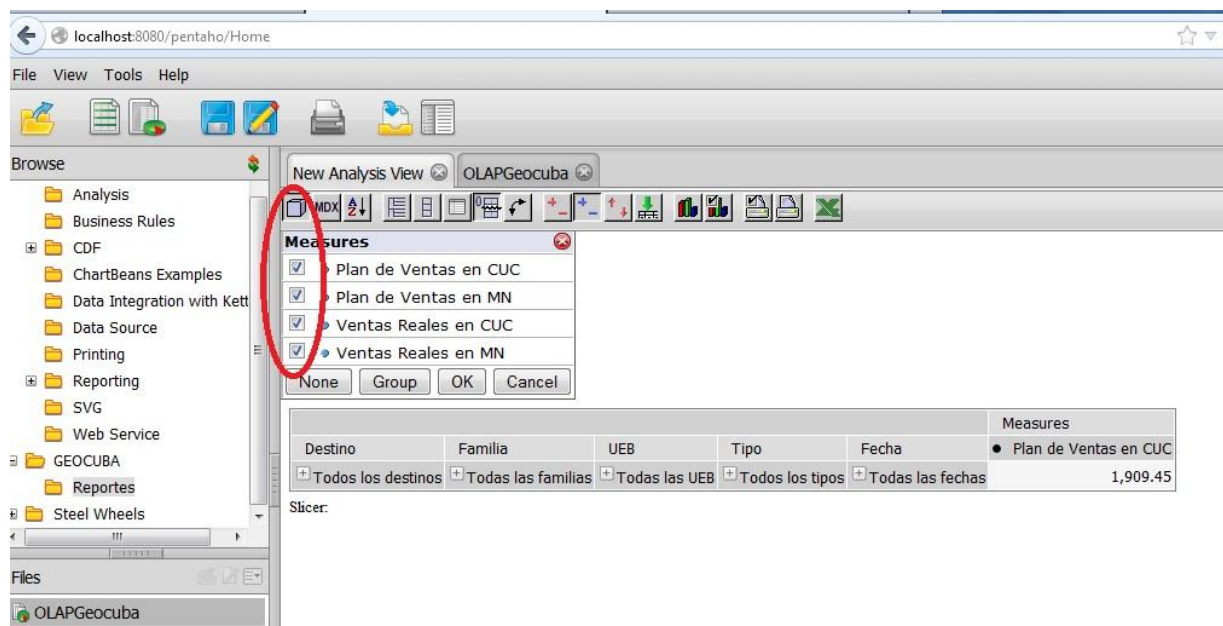 localhost:8080/pentaho/Home
File View Tools Help
Browse
Analysis
Business Rules
CDF
ChartBeans Examples
Data Integration with Kett
Data Source
Printing
Reporting
SVG
Web Service
GEOCUBA
Reportes
Steel Wheels
Files
OLAPGeocuba
New Analysis View OLAPGeocuba
MDX
Measures
Plan de Ventas en CUC
Plan de Ventas en MN
Ventas Reales en CUC
Ventas Reales en MN
None Group OK Cancel
Measures
Destino Familia UEB Tipo Fecha Plan de Ventas en CUC
Todos los destinos Todas las familias Todas las UEB Todos los tipos Todas las fechas 1,909.45
Slicer: